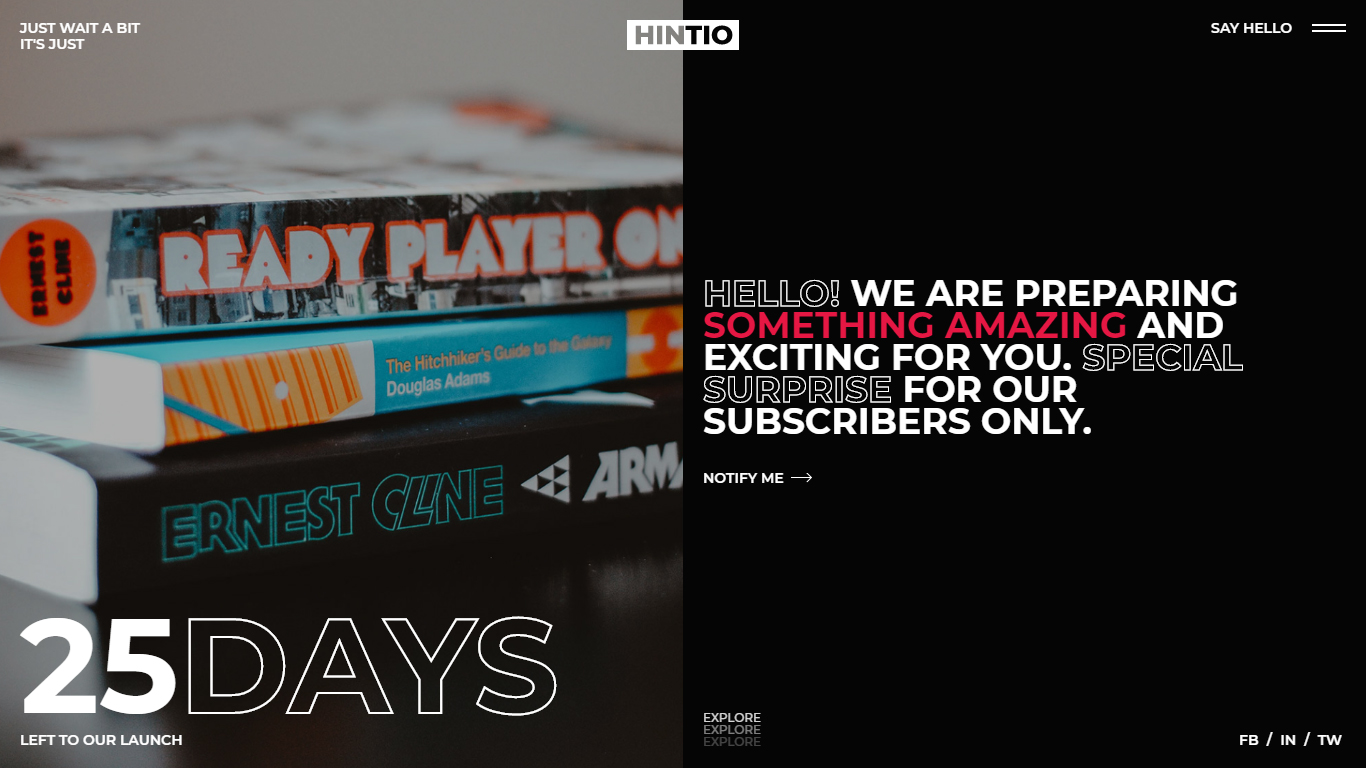 JUST WAIT A BIT
IT'S JUST
HINTIO
SAY HELLO
ERNEST
CLINE
READY PLAYER ON
The Hitchhiker's Guide to the Galaxy
Douglas Adams
ERNEST CLINE
ARMA
25 DAYS
LEFT TO OUR LAUNCH
HELLO! WE ARE PREPARING
SOMETHING AMAZING AND
EXCITING FOR YOU. SPECIAL
SURPRISE FOR OUR
SUBSCRIBERS ONLY.
NOTIFY ME
EXPLORE
EXPLORE
EXPLORE
FB / IN / TW